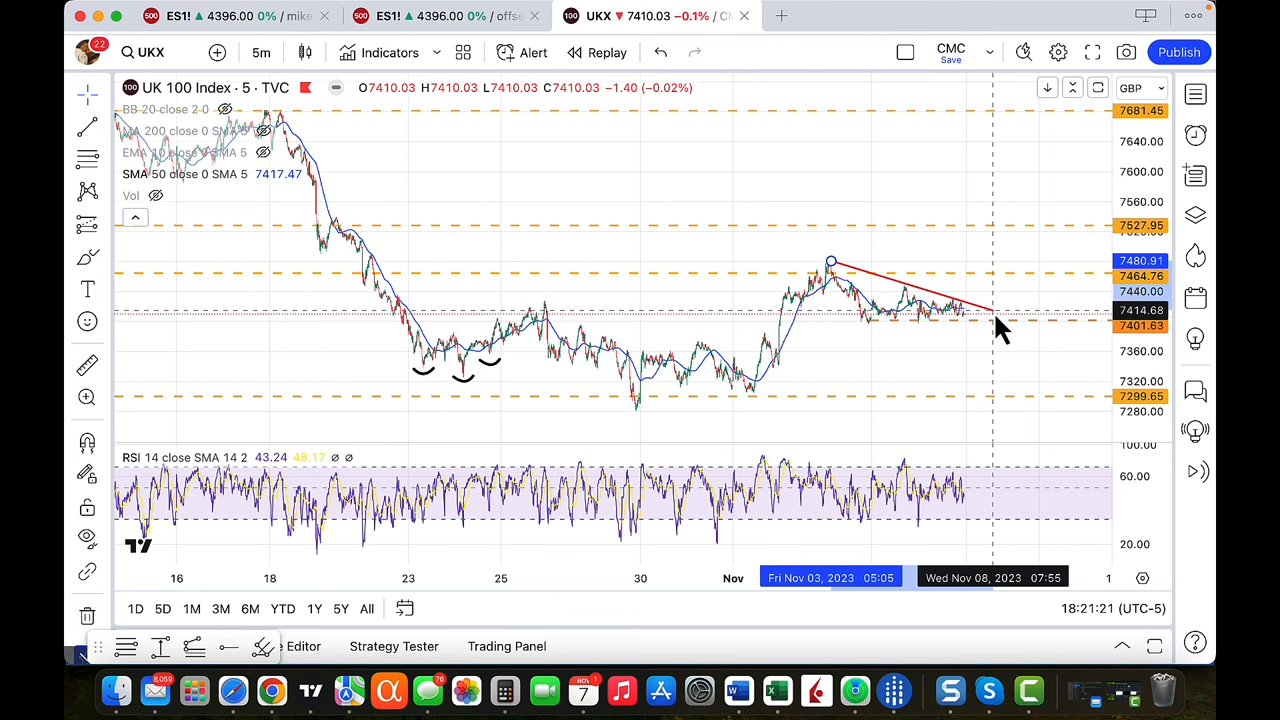 500 ES1! ▲ 4396.00 0% / mike
500 ES1! ▲ 4396.00 0% / offse
100 UKX ▼ 7410.03 −0.1% / CM
22 UKX 5m Indicators Alert Replay CMC Save Publish
100 UK 100 Index · 5 · TVC O7410.03 H7410.03 L7410.03 C7410.03 −1.40 (−0.02%) GBP
BB 20 close 2 0
MA 200 close 0 SMA 5
EMA 10 close 0 SMA 5
SMA 50 close 0 SMA 5 7417.47
Vol
7681.45
7640.00
7600.00
7560.00
7527.95
7520.00
7480.91
7464.76
7440.00
7414.68
7401.63
7360.00
7320.00
7299.65
7280.00
RSI 14 close SMA 14 2 43.24 48.17 ∅ ∅
100.00
60.00
20.00
16 18 23 25 30 Nov Fri Nov 03, 2023 05:05 Wed Nov 08, 2023 07:55 1
1D 5D 1M 3M 6M YTD 1Y 5Y All 18:21:21 (UTC-5)
e Editor Strategy Tester Trading Panel
8,059 76 NOV 7 1